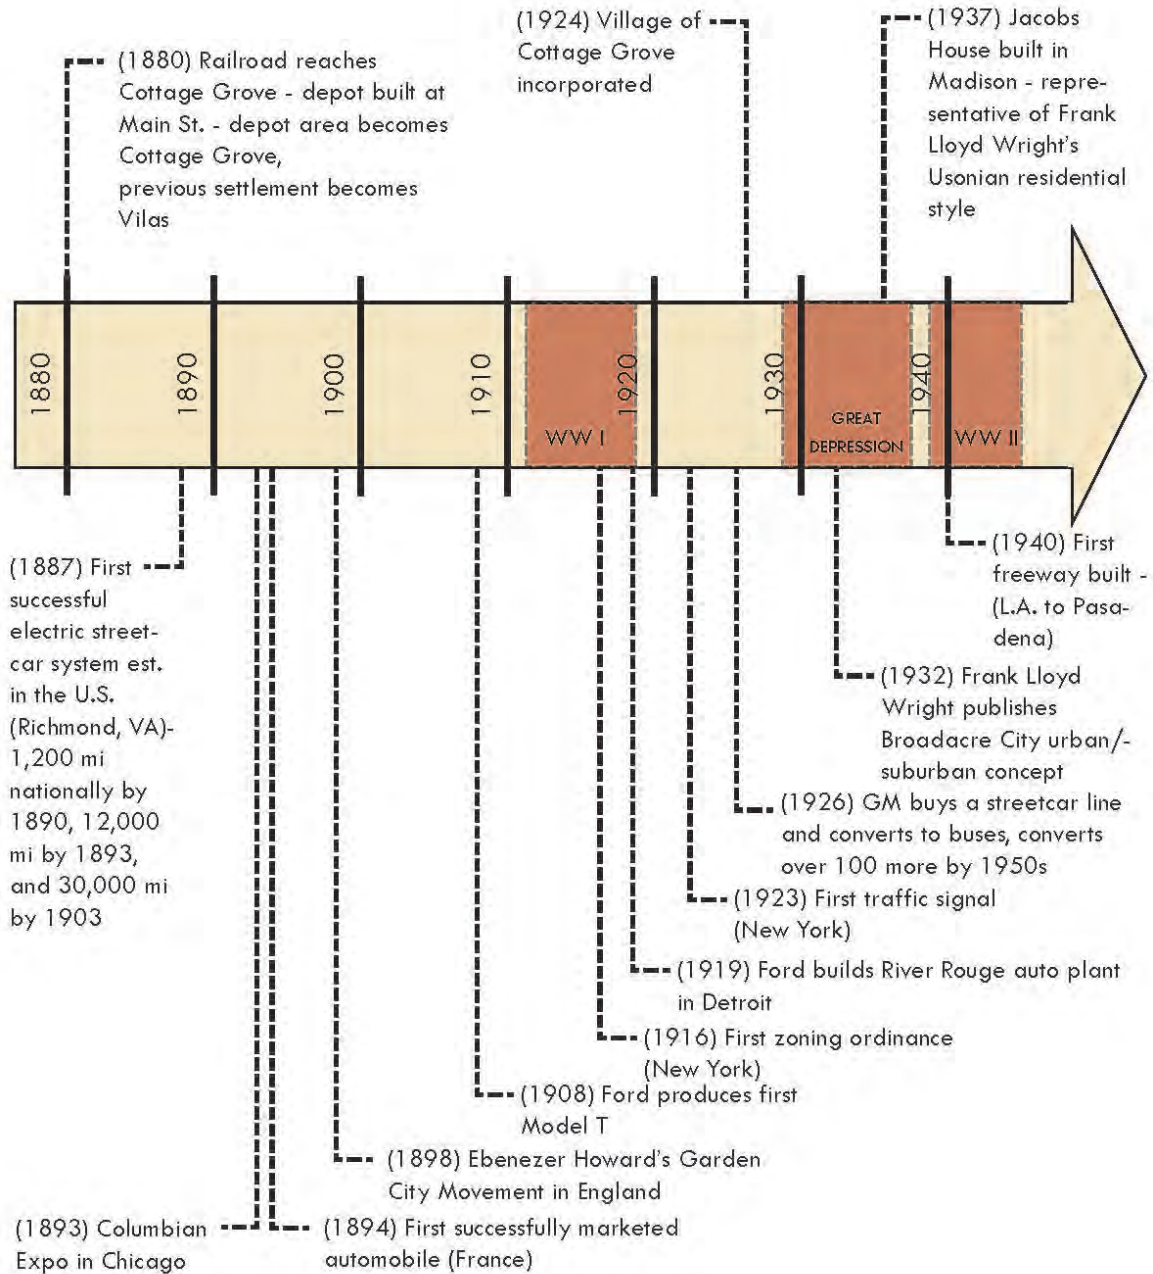 (1880) Railroad reaches
Cottage Grove - depot built at
Main St. - depot area becomes
Cottage Grove,
previous settlement becomes
Vilas
(1924) Village of
Cottage Grove
incorporated
(1937) Jacobs
House built in
Madison - repre-
sentative of Frank
Lloyd Wright's
Usonian residential
style
1880
1890
1900
1910
WW I
1920
1930
GREAT
DEPRESSION
1940
WW II
(1887) First
successful
electric street-
car system est.
in the U.S.
(Richmond, VA)-
1,200 mi
nationally by
1890, 12,000
mi by 1893,
and 30,000 mi
by 1903
(1940) First
freeway built -
(L.A. to Pasa-
dena)
(1932) Frank Lloyd
Wright publishes
Broadacre City urban/-
suburban concept
(1926) GM buys a streetcar line
and converts to buses, converts
over 100 more by 1950s
(1923) First traffic signal
(New York)
(1919) Ford builds River Rouge auto plant
in Detroit
(1916) First zoning ordinance
(New York)
(1908) Ford produces first
Model T
(1898) Ebenezer Howard's Garden
City Movement in England
(1893) Columbian
Expo in Chicago
(1894) First successfully marketed
automobile (France)